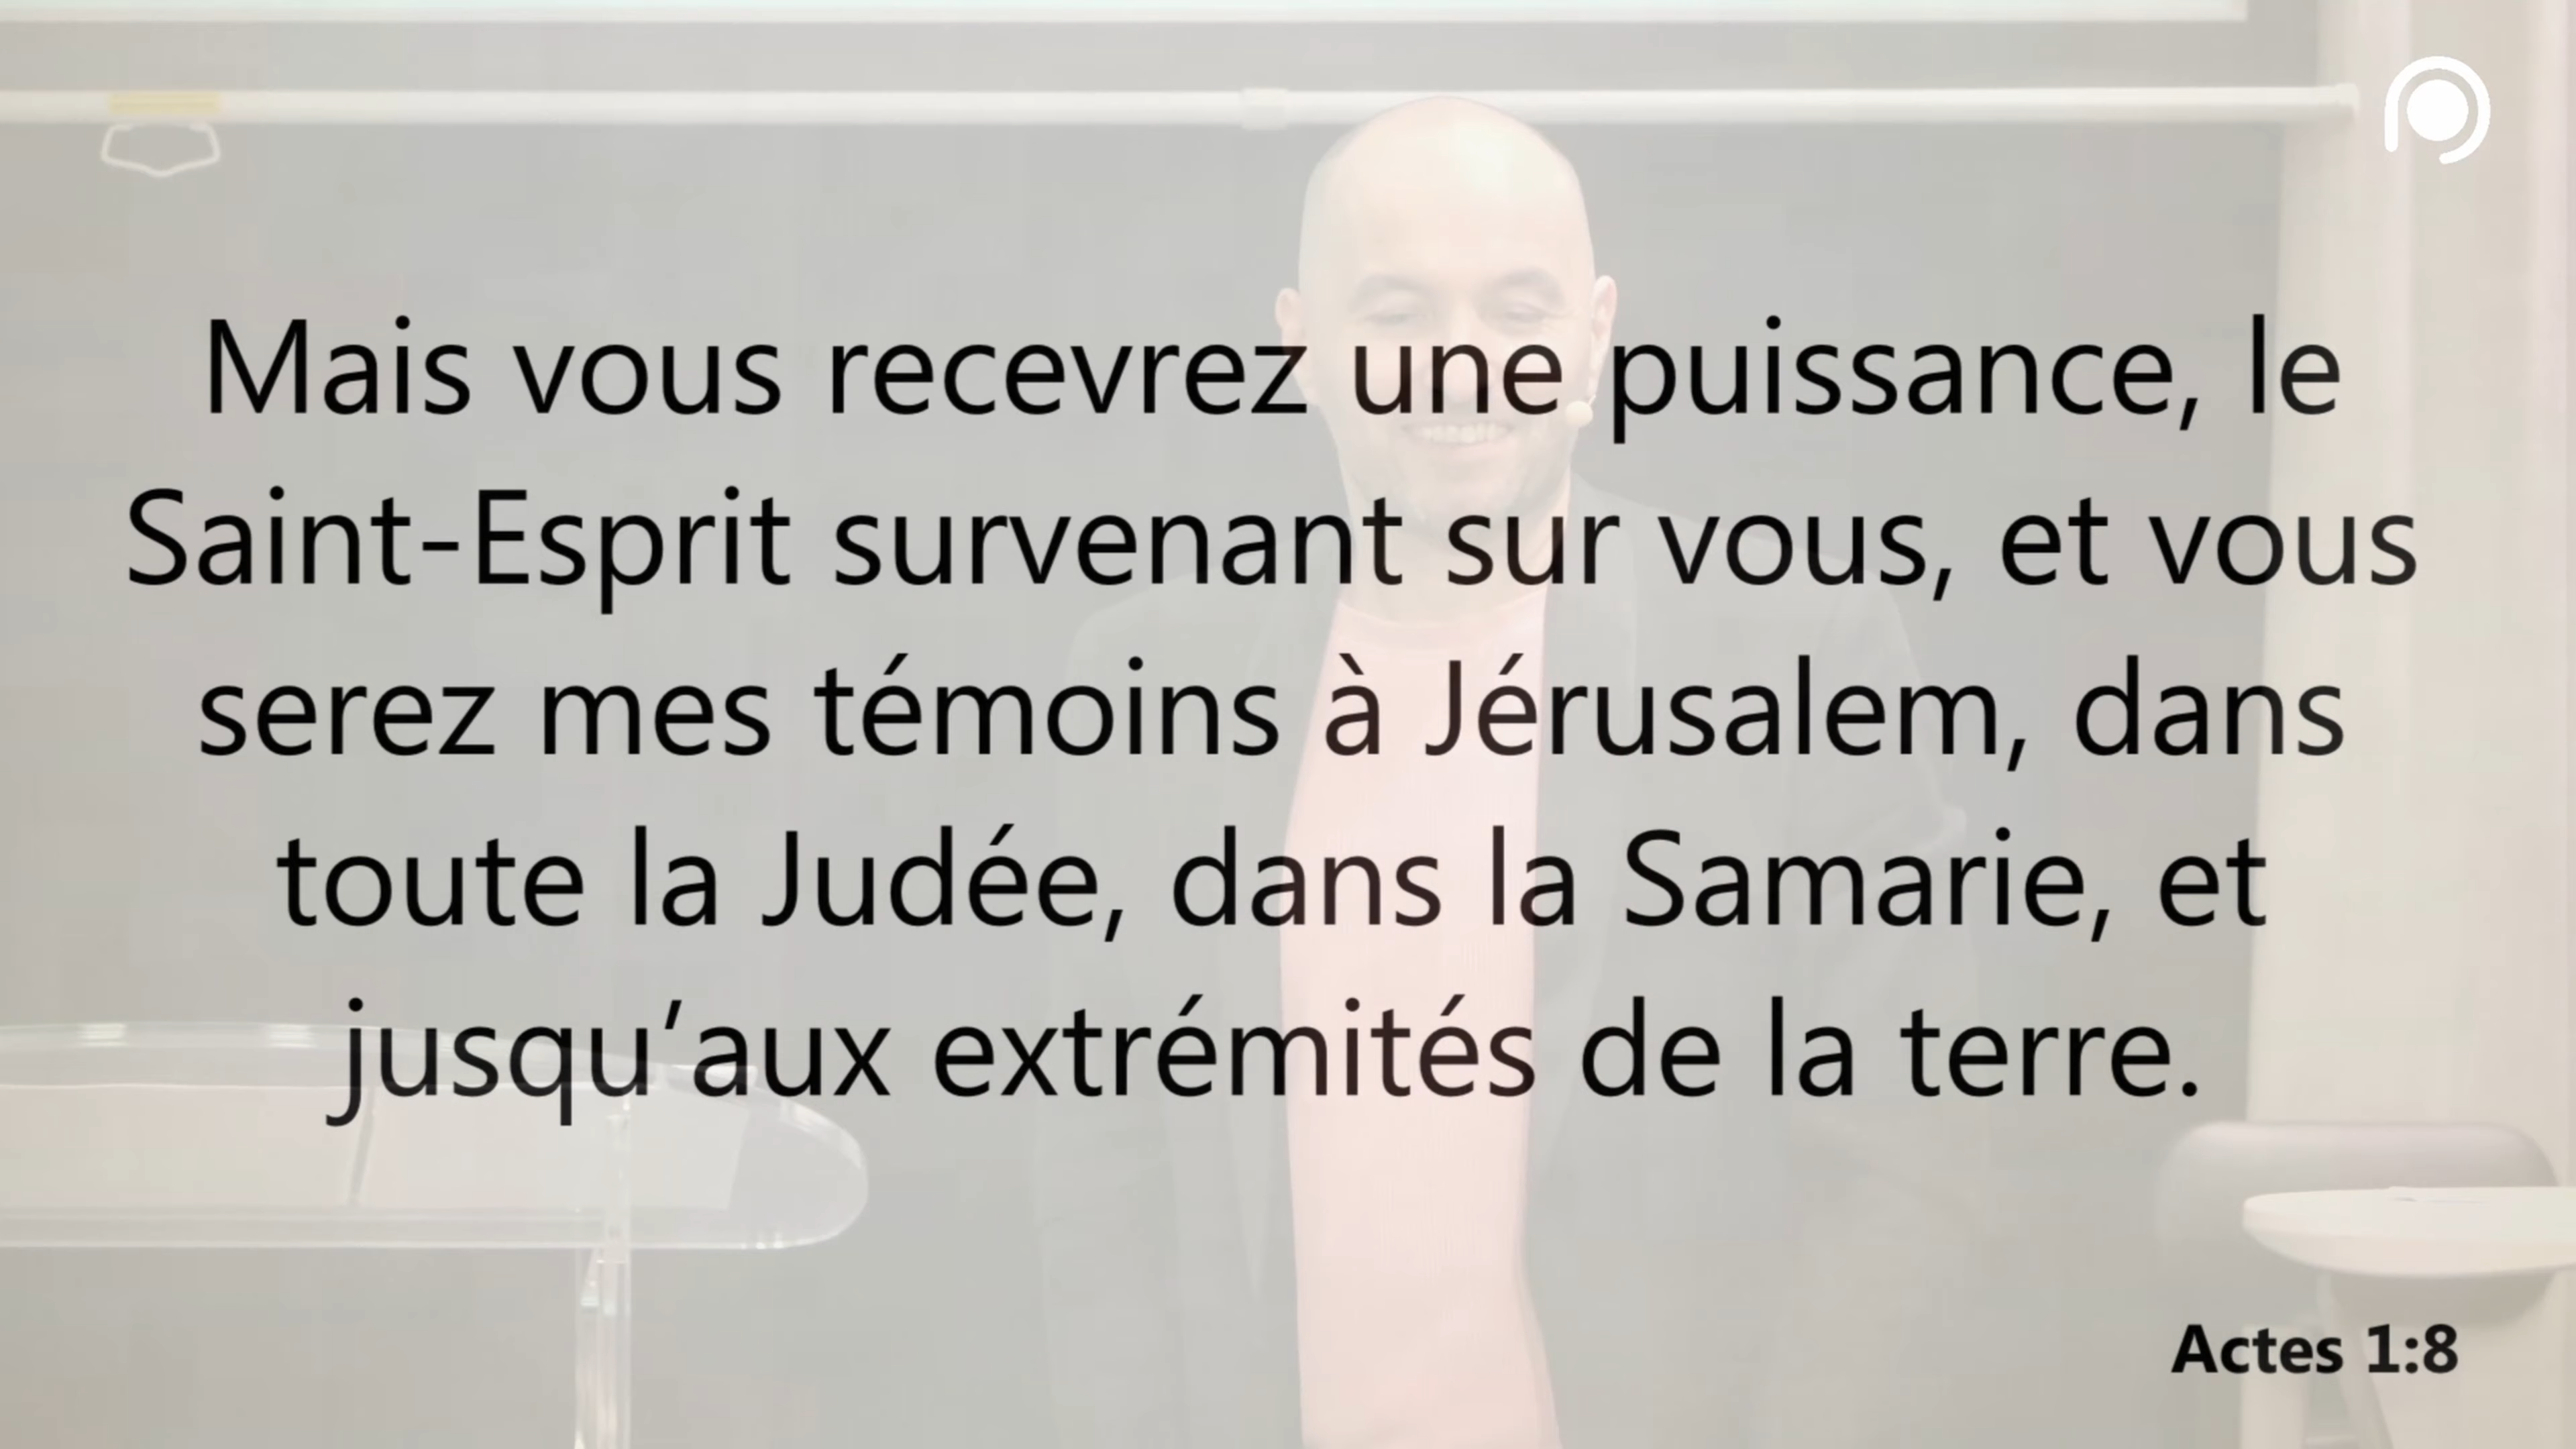 Mais vous recevrez une puissance, le
Saint-Esprit survenant sur vous, et vous
serez mes témoins à Jérusalem, dans
toute la Judée, dans la Samarie, et
jusqu’aux extrémités de la terre.
Actes 1:8